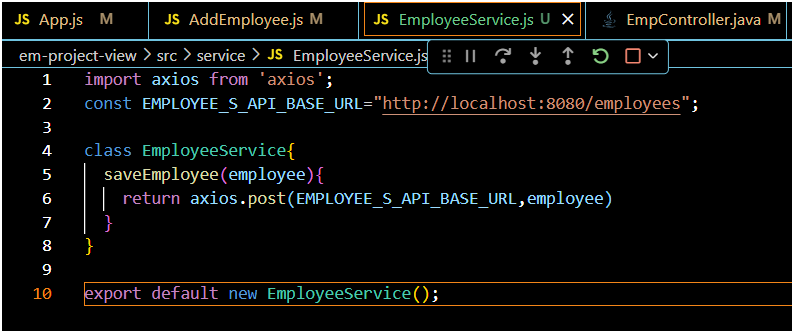 JS App.js M JS AddEmployee.js M JS EmployeeService.js U EmpController.java M
em-project-view > src > service > JS EmployeeService.js
1 import axios from 'axios';
2 const EMPLOYEE_S_API_BASE_URL="http://localhost:8080/employees";
3
4 class EmployeeService{
5 saveEmployee(employee){
6 return axios.post(EMPLOYEE_S_API_BASE_URL,employee)
7 }
8 }
9
10 export default new EmployeeService();